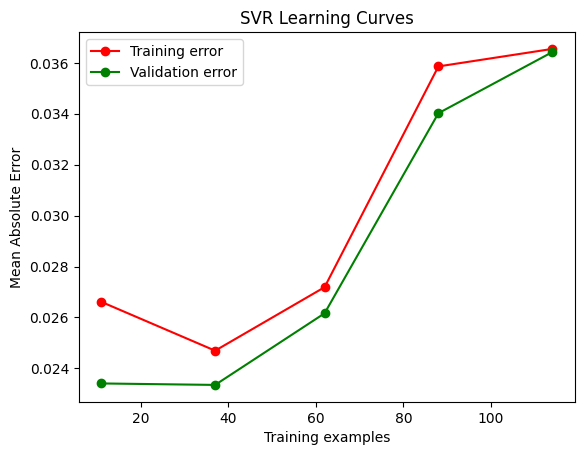 SVR Learning Curves
Training error
Validation error
Mean Absolute Error
0.036
0.034
0.032
0.030
0.028
0.026
0.024
20 40 60 80 100
Training examples